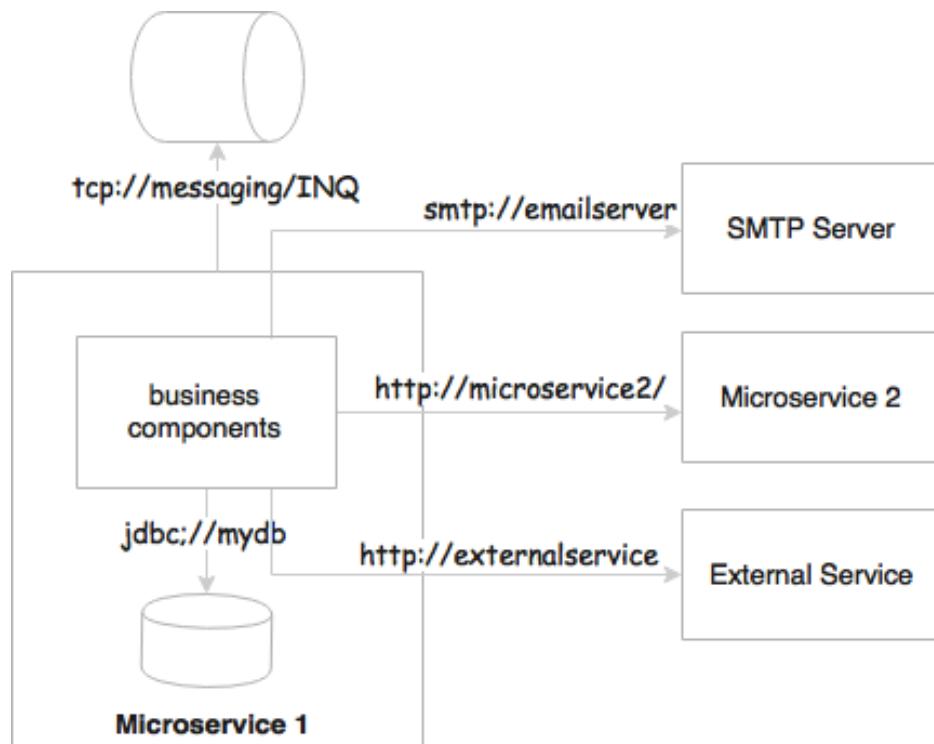 tcp://messaging/INQ
smtp://emailserver
SMTP Server
business
components
http://microservice2/
Microservice 2
jdbc;//mydb
http://externalservice
External Service
Microservice 1